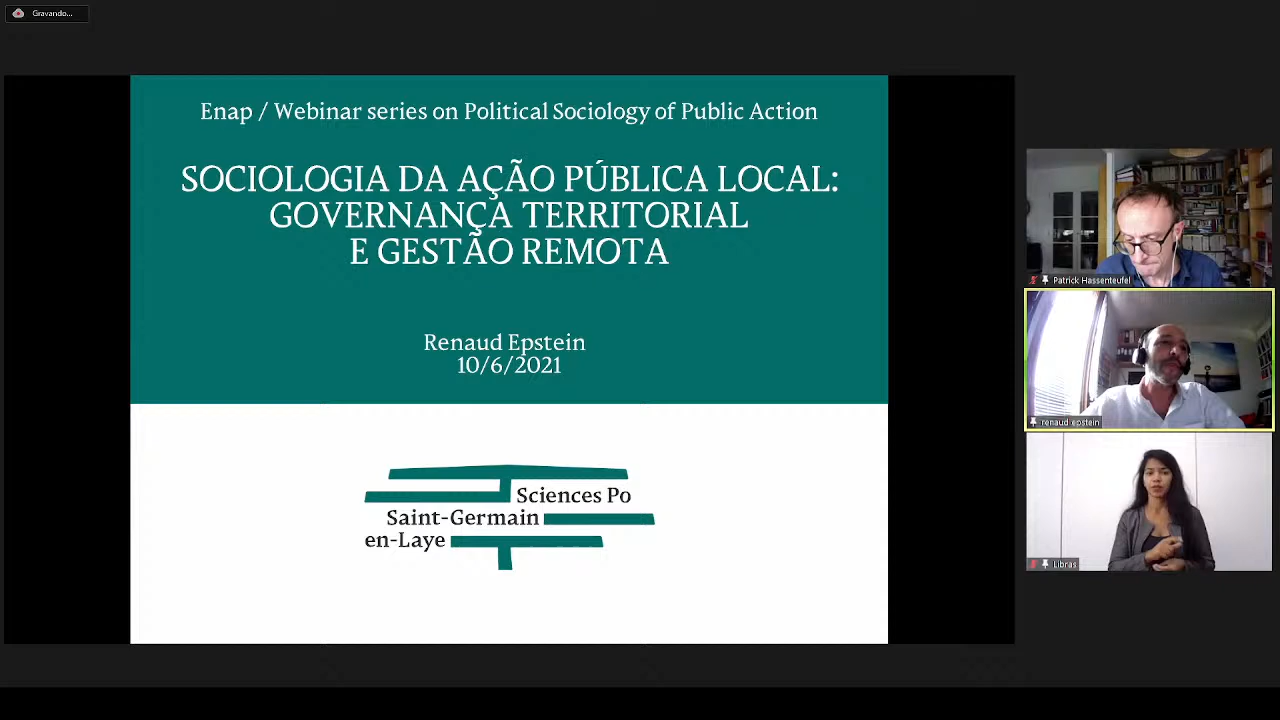 Gravando...
Enap / Webinar series on Political Sociology of Public Action
SOCIOLOGIA DA AÇÃO PÚBLICA LOCAL:
GOVERNANÇA TERRITORIAL
E GESTÃO REMOTA
Renaud Epstein
10/6/2021
Sciences Po
Saint-Germain
en-Laye
Patrick Hassenteufel
renaud epstein
Libras